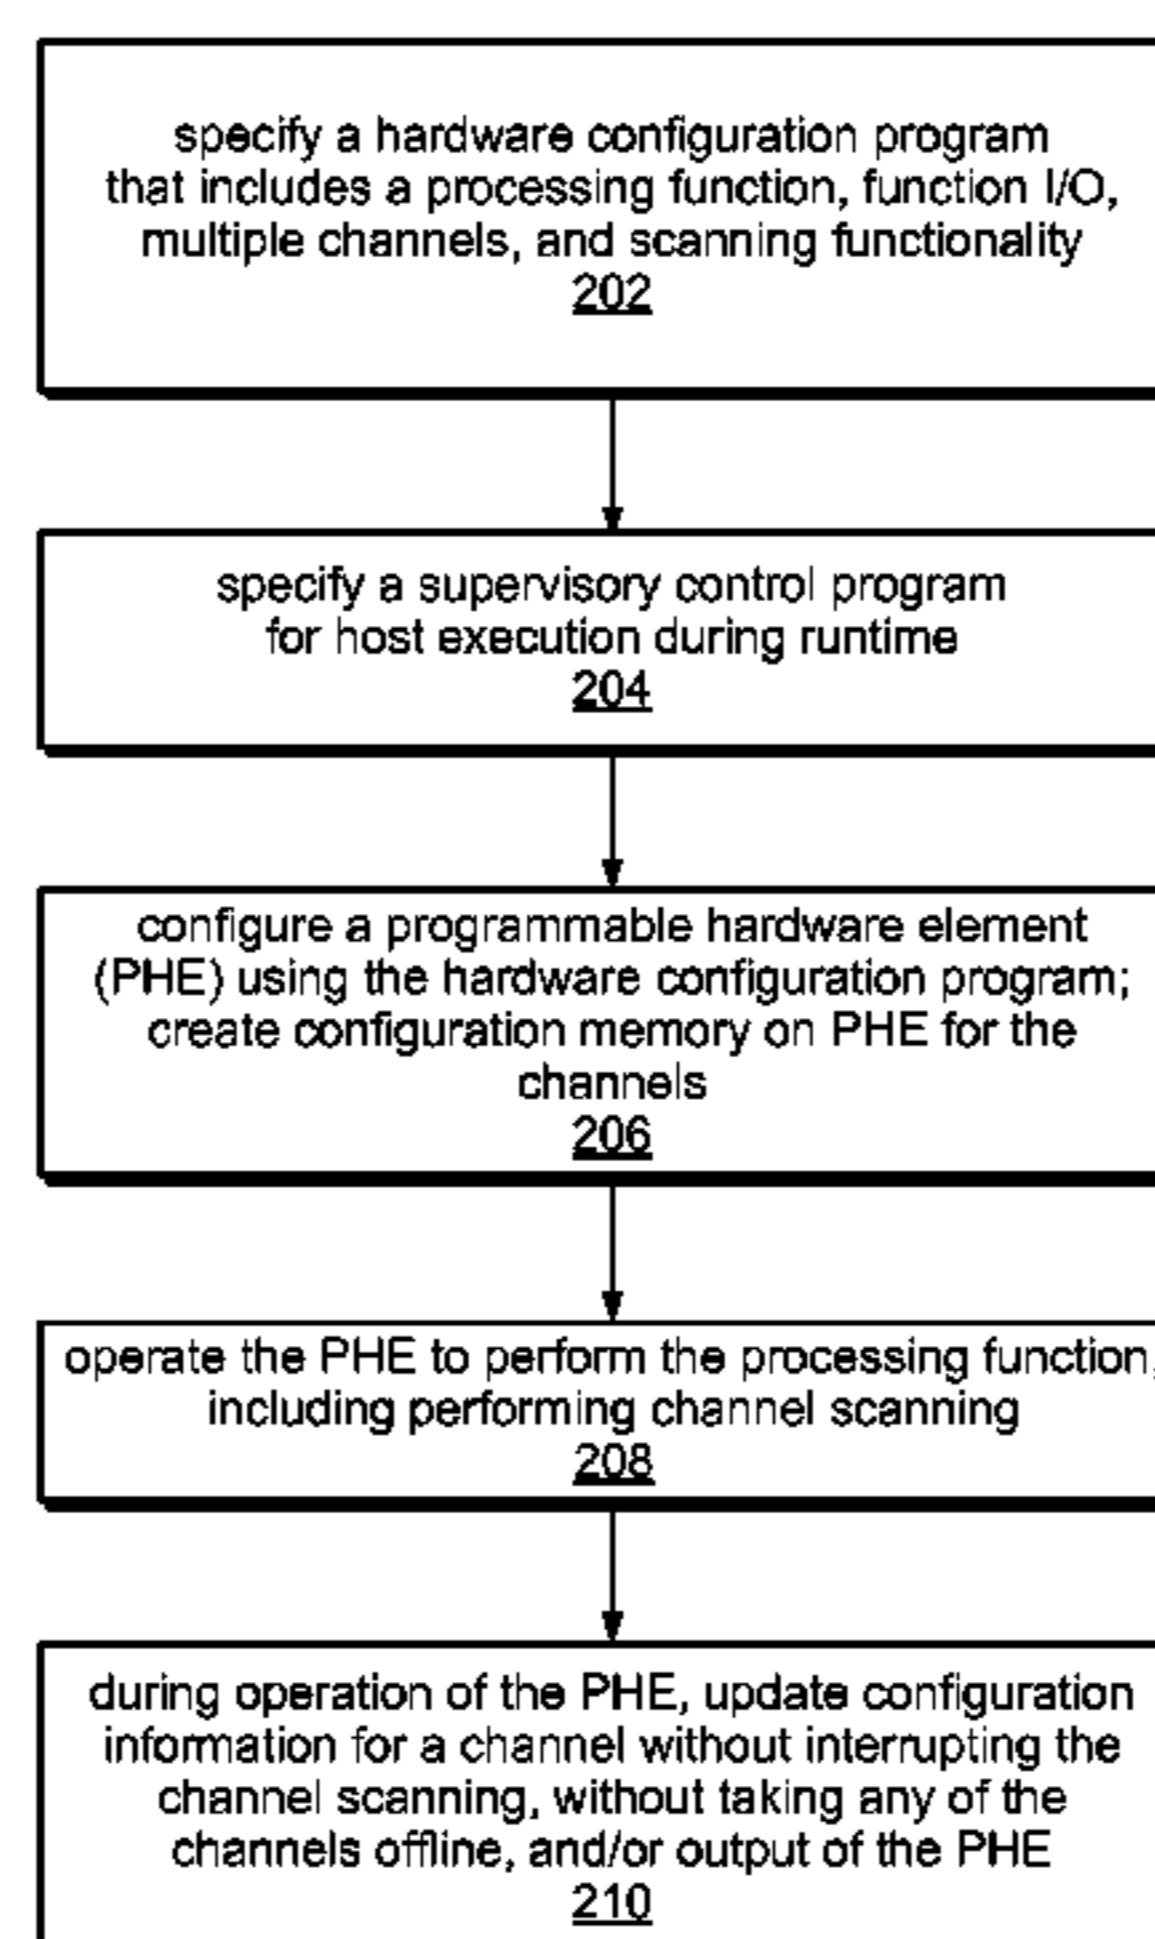 specify a hardware configuration program
that includes a processing function, function I/O,
multiple channels, and scanning functionality
202
specify a supervisory control program
for host execution during runtime
204
configure a programmable hardware element
(PHE) using the hardware configuration program;
create configuration memory on PHE for the
channels
206
operate the PHE to perform the processing function,
including performing channel scanning
208
during operation of the PHE, update configuration
information for a channel without interrupting the
channel scanning, without taking any of the
channels offline, and/or output of the PHE
210